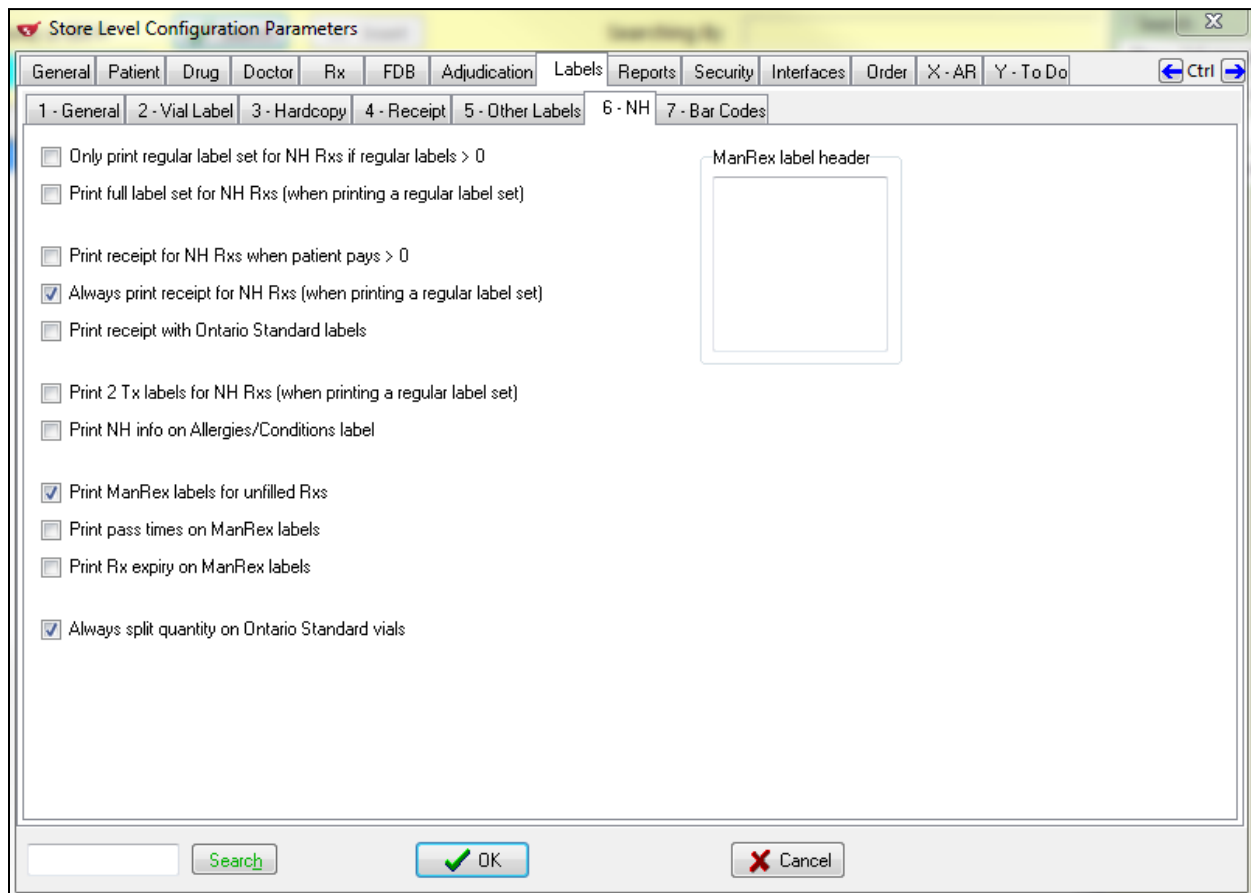 Store Level Configuration Parameters
General Patient Drug Doctor Rx FDB Adjudication Labels Reports Security Interfaces Order X - AR Y - To Do Ctrl
1 - General 2 - Vial Label 3 - Hardcopy 4 - Receipt 5 - Other Labels 6 - NH 7 - Bar Codes
Only print regular label set for NH Rxs if regular labels > 0
ManRex label header
Print full label set for NH Rxs (when printing a regular label set)
Print receipt for NH Rxs when patient pays > 0
Always print receipt for NH Rxs (when printing a regular label set)
Print receipt with Ontario Standard labels
Print 2 Tx labels for NH Rxs (when printing a regular label set)
Print NH info on Allergies/Conditions label
Print ManRex labels for unfilled Rxs
Print pass times on ManRex labels
Print Rx expiry on ManRex labels
Always split quantity on Ontario Standard vials
Search OK Cancel